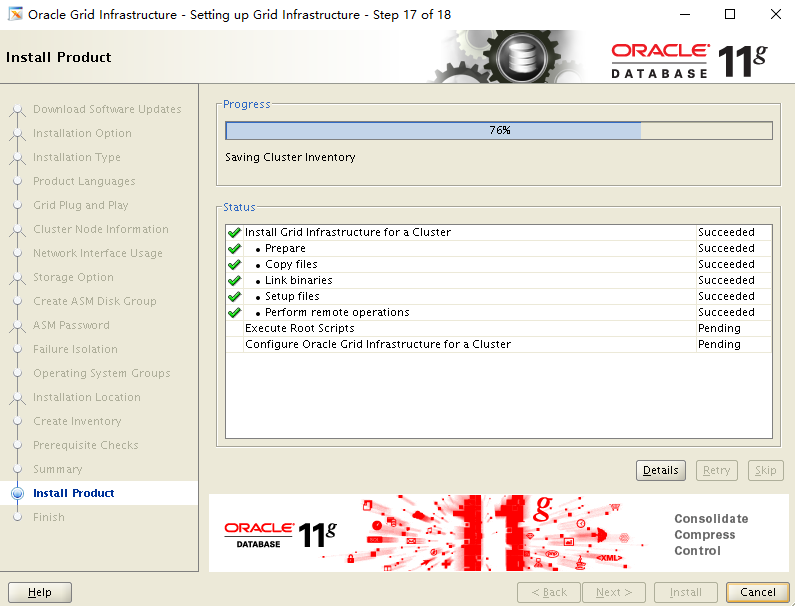 Oracle Grid Infrastructure - Setting up Grid Infrastructure - Step 17 of 18
Install Product
ORACLE
DATABASE
11g
Download Software Updates
Installation Option
Installation Type
Product Languages
Grid Plug and Play
Cluster Node Information
Network Interface Usage
Storage Option
Create ASM Disk Group
ASM Password
Failure Isolation
Operating System Groups
Installation Location
Create Inventory
Prerequisite Checks
Summary
Install Product
Finish
Progress
76%
Saving Cluster Inventory
Status
Install Grid Infrastructure for a Cluster Succeeded
• Prepare Succeeded
• Copy files Succeeded
• Link binaries Succeeded
• Setup files Succeeded
• Perform remote operations Succeeded
Execute Root Scripts Pending
Configure Oracle Grid Infrastructure for a Cluster Pending
Details Retry Skip
ORACLE
DATABASE
11g
11g
<XML>
Consolidate
Compress
Control
Help < Back Next > Install Cancel